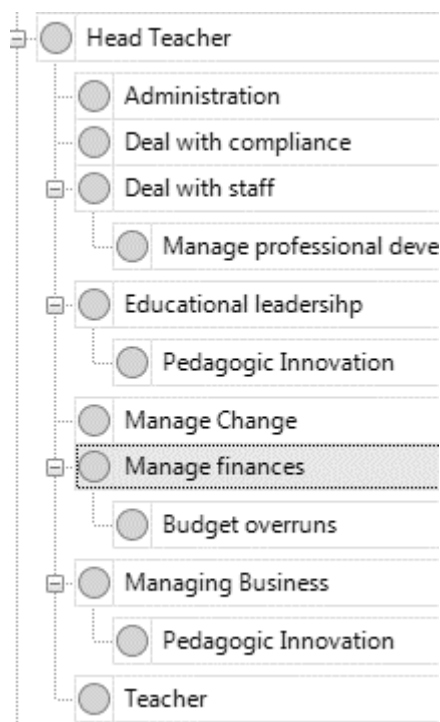 Head Teacher
Administration
Deal with compliance
Deal with staff
Manage professional deve
Educational leadersihp
Pedagogic Innovation
Manage Change
Manage finances
Budget overruns
Managing Business
Pedagogic Innovation
Teacher